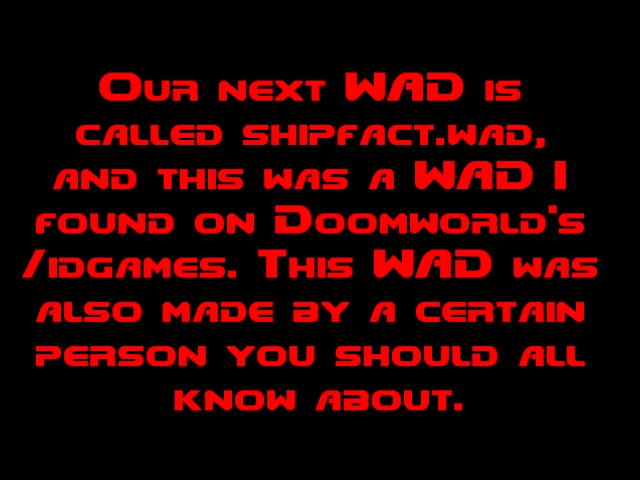 Our next WAD is
called shipfact.wad,
and this was a WAD I
found on Doomworld's
/idgames. This WAD was
also made by a certain
person you should all
know about.